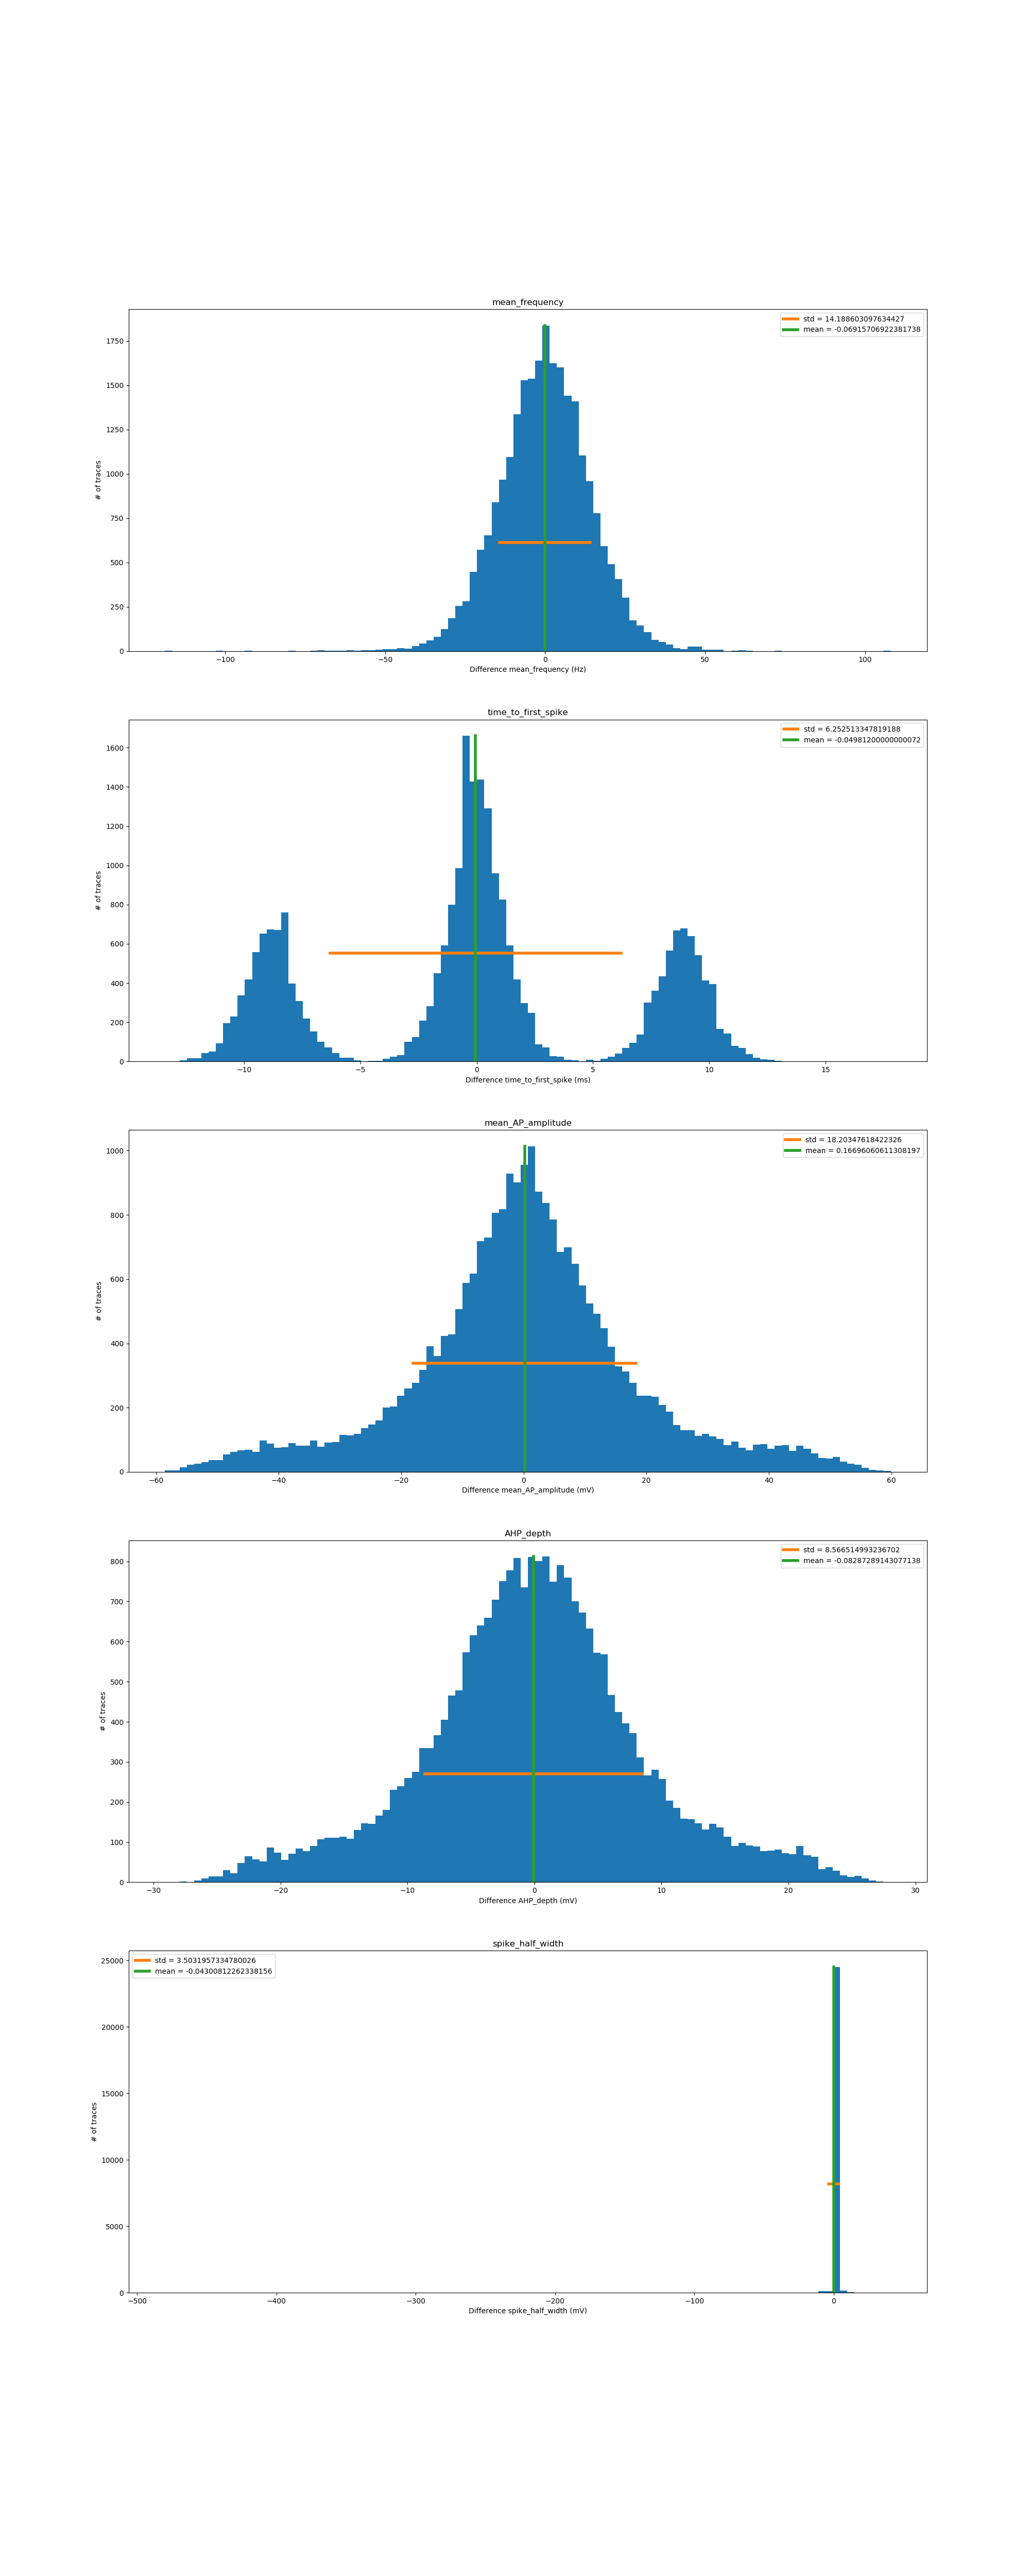 mean_frequency
std = 14.188603097634427
mean = -0.06915706922381738
1750
1500
1250
1000
750
500
250
0
# of traces
−100
−50
0
50
100
Difference mean_frequency (Hz)
time_to_first_spike
std = 6.252513347819188
mean = -0.04981200000000072
1600
1400
1200
1000
800
600
400
200
0
# of traces
−10
−5
0
5
10
15
Difference time_to_first_spike (ms)
mean_AP_amplitude
std = 18.20347618422326
mean = 0.16696060611308197
1000
800
600
400
200
0
# of traces
−60
−40
−20
0
20
40
60
Difference mean_AP_amplitude (mV)
AHP_depth
std = 8.566514993236702
mean = -0.08287289143077138
800
700
600
500
400
300
200
100
0
# of traces
−30
−20
−10
0
10
20
30
Difference AHP_depth (mV)
spike_half_width
std = 3.5031957334780026
mean = -0.04300812262338156
25000
20000
15000
10000
5000
0
# of traces
−500
−400
−300
−200
−100
0
Difference spike_half_width (mV)